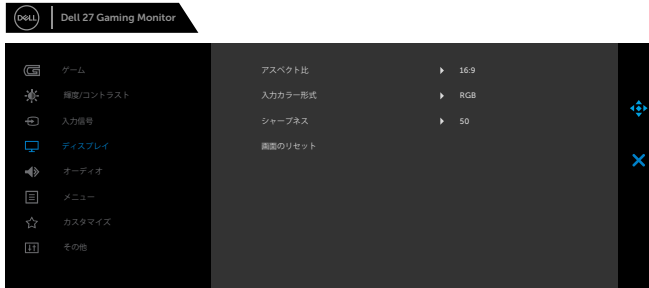 DELL
Dell 27 Gaming Monitor
ゲーム
輝度/コントラスト
入力信号
ディスプレイ
オーディオ
メニュー
カスタマイズ
その他
アスペクト比 16:9
入力カラー形式 RGB
シャープネス 50
画面のリセット